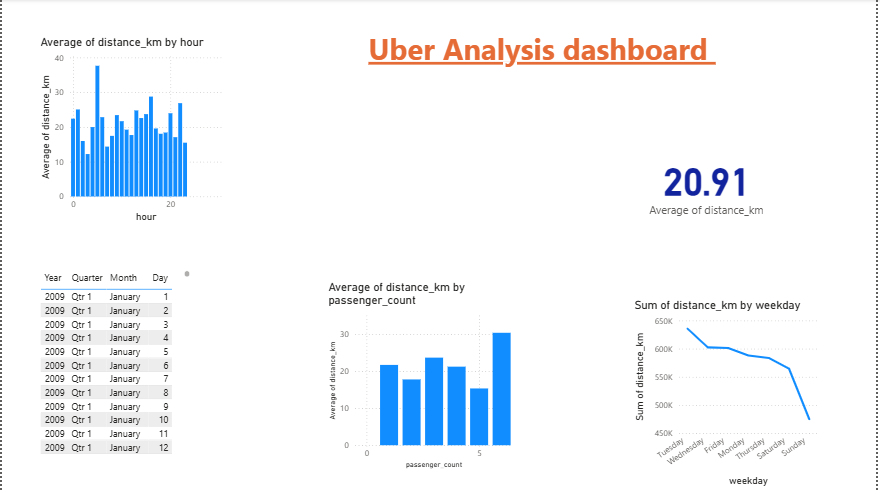 Uber Analysis dashboard
Average of distance_km by hour
Average of distance_km
40
30
20
10
0
0
20
hour
20.91
Average of distance_km
Year Quarter Month Day
2009 Qtr 1 January 1
2009 Qtr 1 January 2
2009 Qtr 1 January 3
2009 Qtr 1 January 4
2009 Qtr 1 January 5
2009 Qtr 1 January 6
2009 Qtr 1 January 7
2009 Qtr 1 January 8
2009 Qtr 1 January 9
2009 Qtr 1 January 10
2009 Qtr 1 January 11
2009 Qtr 1 January 12
Average of distance_km by
passenger_count
Average of distance_km
30
20
10
0
0
5
passenger_count
Sum of distance_km by weekday
Sum of distance_km
650K
600K
550K
500K
450K
Tuesday
Wednesday
Friday
Monday
Thursday
Saturday
Sunday
weekday